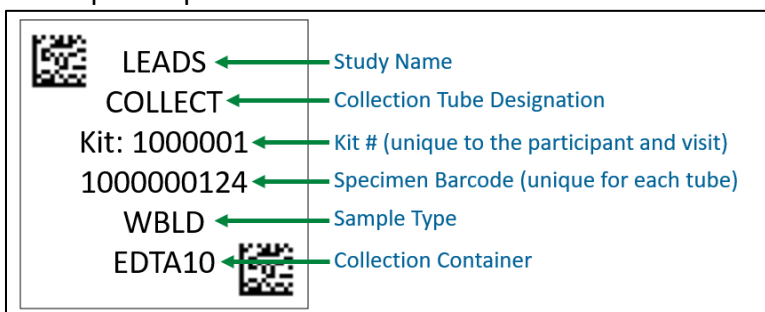 LEADS Study Name
COLLECT Collection Tube Designation
Kit: 1000001 Kit # (unique to the participant and visit)
1000000124 Specimen Barcode (unique for each tube)
WBLD Sample Type
EDTA10 Collection Container